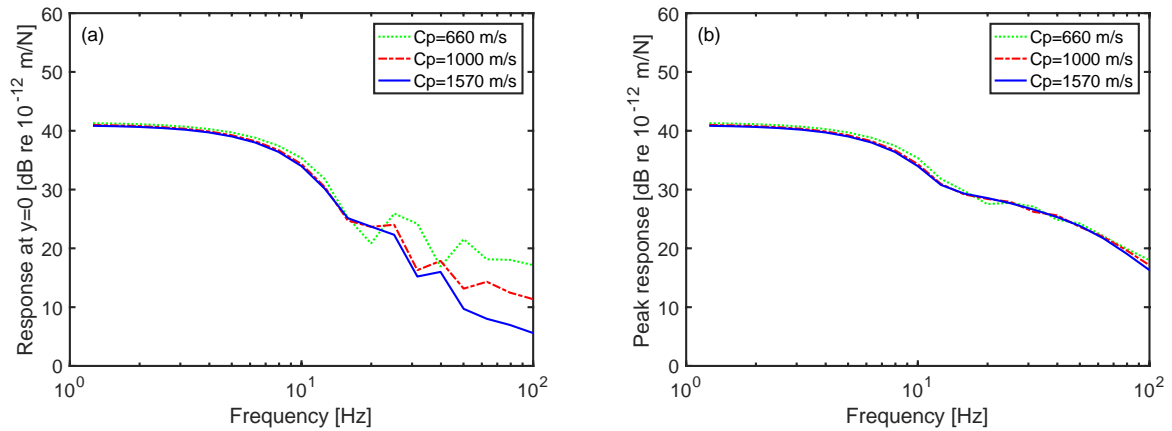 (a)
Cp=660 m/s
Cp=1000 m/s
Cp=1570 m/s
Response at y=0 [dB re 10^-12 m/N]
60
50
40
30
20
10
0
10^0
10^1
10^2
Frequency [Hz]
(b)
Cp=660 m/s
Cp=1000 m/s
Cp=1570 m/s
Peak response [dB re 10^-12 m/N]
60
50
40
30
20
10
0
10^0
10^1
10^2
Frequency [Hz]